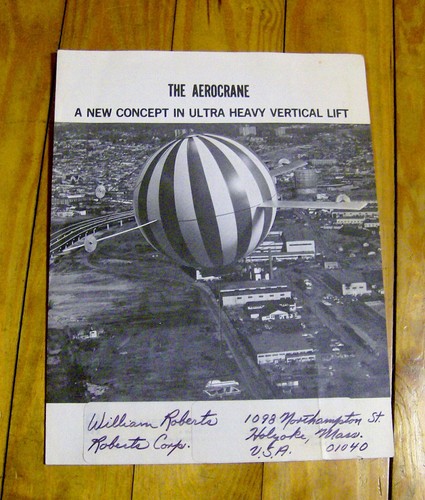 THE AEROCRANE
A NEW CONCEPT IN ULTRA HEAVY VERTICAL LIFT
William Roberts
Roberts Corp.
1098 Northampton St.
Holyoke, Mass.
U.S.A. 01040